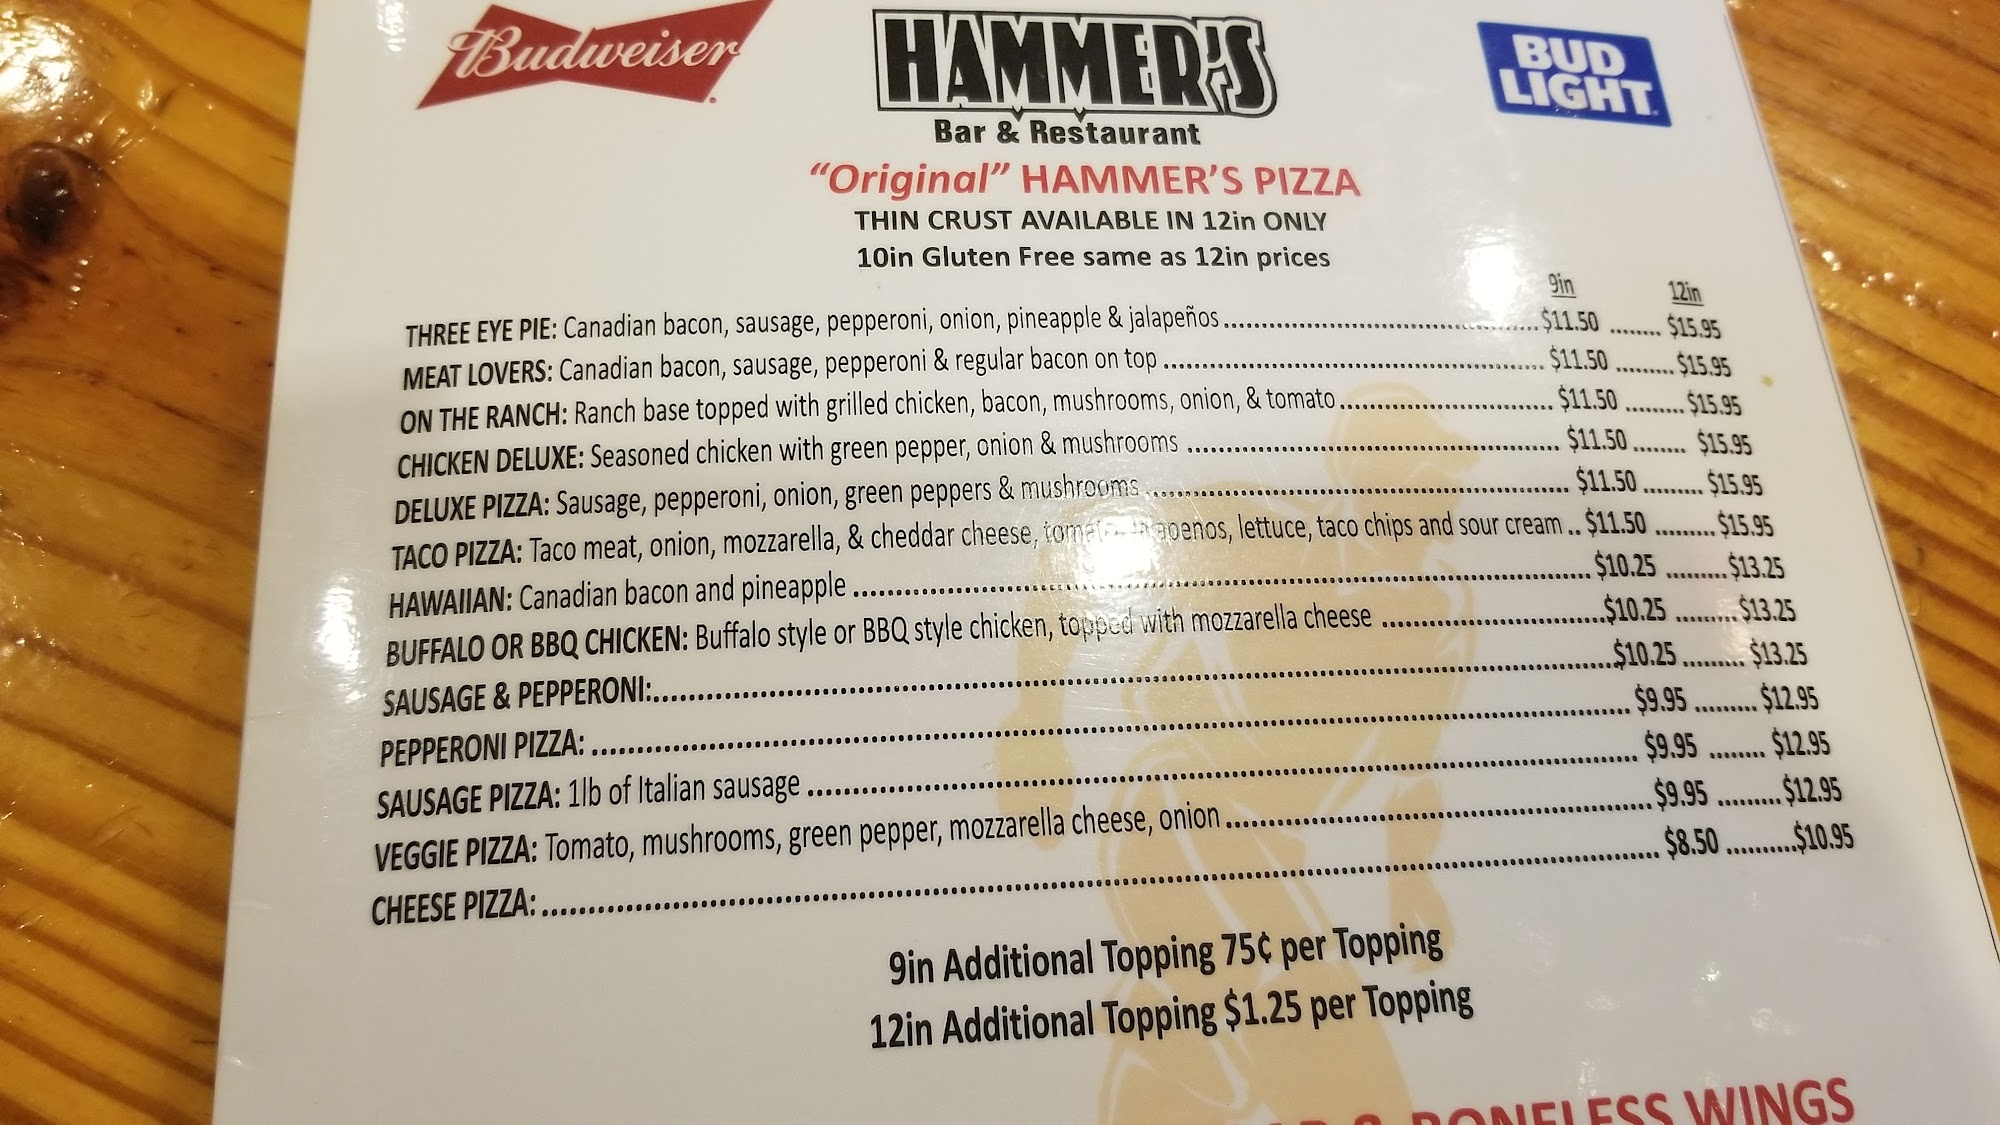 Budweiser
HAMMER'S
Bar & Restaurant
BUD
LIGHT
"Original" HAMMER'S PIZZA
THIN CRUST AVAILABLE IN 12in ONLY
10in Gluten Free same as 12in prices
9in 12in
THREE EYE PIE: Canadian bacon, sausage, pepperoni, onion, pineapple & jalapeños $11.50 $15.95
MEAT LOVERS: Canadian bacon, sausage, pepperoni & regular bacon on top $11.50 $15.95
ON THE RANCH: Ranch base topped with grilled chicken, bacon, mushrooms, onion, & tomato $11.50 $15.95
CHICKEN DELUXE: Seasoned chicken with green pepper, onion & mushrooms $11.50 $15.95
DELUXE PIZZA: Sausage, pepperoni, onion, green peppers & mushrooms $11.50 $15.95
TACO PIZZA: Taco meat, onion, mozzarella, & cheddar cheese, lettuce, taco chips and sour cream $11.50 $15.95
HAWAIIAN: Canadian bacon and pineapple $10.25 $13.25
BUFFALO OR BBQ CHICKEN: Buffalo style or BBQ style chicken, topped with mozzarella cheese $10.25 $13.25
SAUSAGE & PEPPERONI: $10.25 $13.25
PEPPERONI PIZZA: $9.95 $12.95
SAUSAGE PIZZA: 1lb of Italian sausage $9.95 $12.95
VEGGIE PIZZA: Tomato, mushrooms, green pepper, mozzarella cheese, onion $9.95 $12.95
CHEESE PIZZA: $8.50 $10.95
9in Additional Topping 75¢ per Topping
12in Additional Topping $1.25 per Topping
& BONELESS WINGS